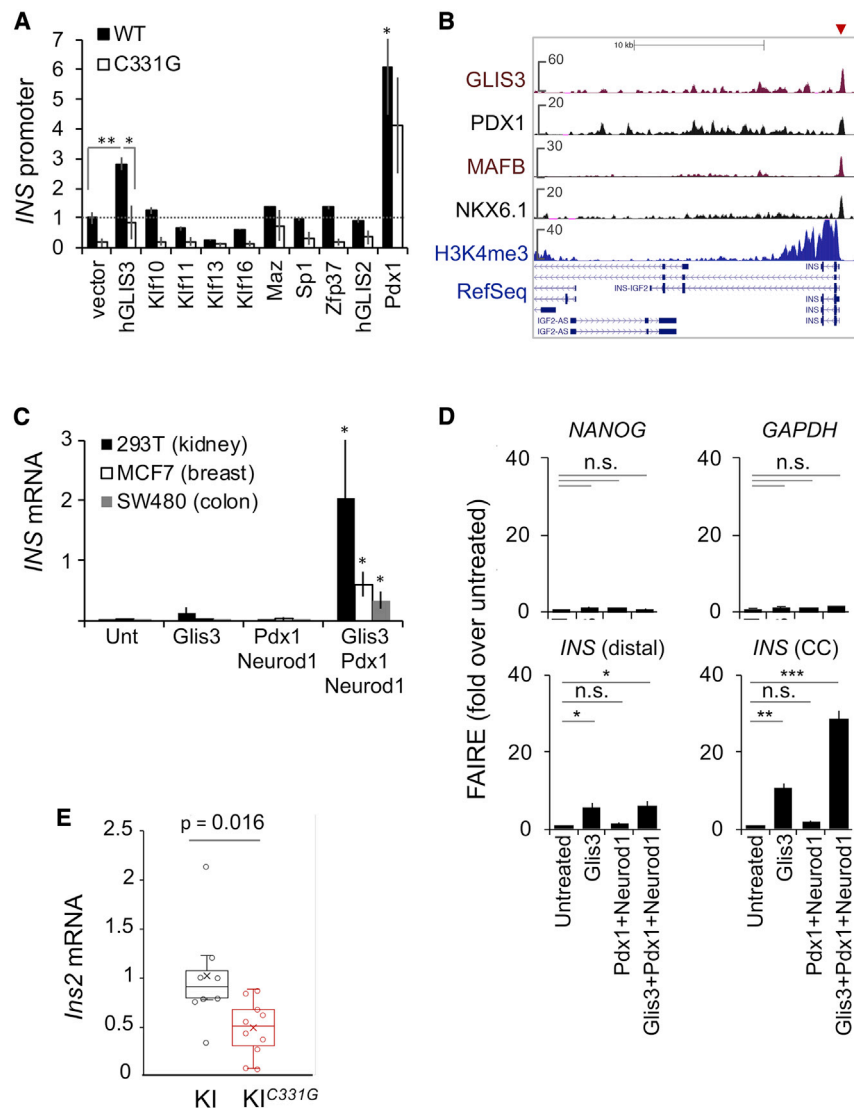 A
INS promoter
7
6
5
4
3
2
1
0
WT
C331G
** *
*
vector
hGLIS3
Klf10
Klf11
Klf13
Klf16
Maz
Sp1
Zfp37
hGLIS2
Pdx1
B
10 kb
GLIS3
60
PDX1
20
MAFB
30
NKX6.1
20
H3K4me3
40
RefSeq
INS
INS-IGF2
INS
INS
INS
IGF2-AS
IGF2-AS
C
INS mRNA
3
2
1
293T (kidney)
MCF7 (breast)
SW480 (colon)
*
*
*
Unt
Glis3
Pdx1
Neurod1
Glis3
Pdx1
Neurod1
D
FAIRE (fold over untreated)
NANOG
40
20
0
n.s.
GAPDH
40
20
0
n.s.
INS (distal)
40
20
0
*
n.s.
*
INS (CC)
40
20
0
***
n.s.
**
Untreated
Glis3
Pdx1+Neurod1
Glis3+Pdx1+Neurod1
Untreated
Glis3
Pdx1+Neurod1
Glis3+Pdx1+Neurod1
E
Ins2 mRNA
2.5
2
1.5
1
0.5
0
p = 0.016
KI
KI^C331G